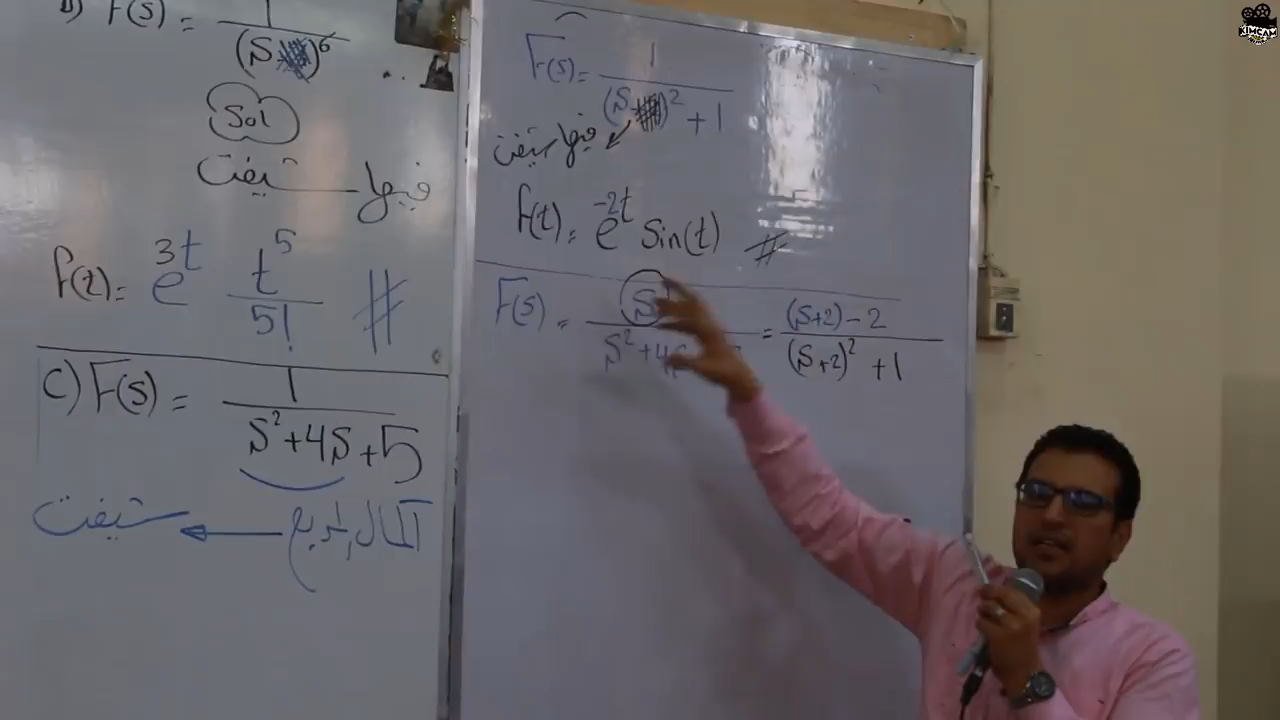 b) F(s) = 1 / (S )^6
Sol
فيها شيفت
f(t) = e^{3t} t^5 / 5! #
C) F(s) = 1 / S^2+4S+5
اكمال المربع ← شيفت
F(s) = 1 / (S )^2 + 1
فيها شيفت
f(t) = e^{-2t} Sin(t) #
F(s) = S / S^2+4S = (S+2) - 2 / (S+2)^2 + 1
KIMCAM